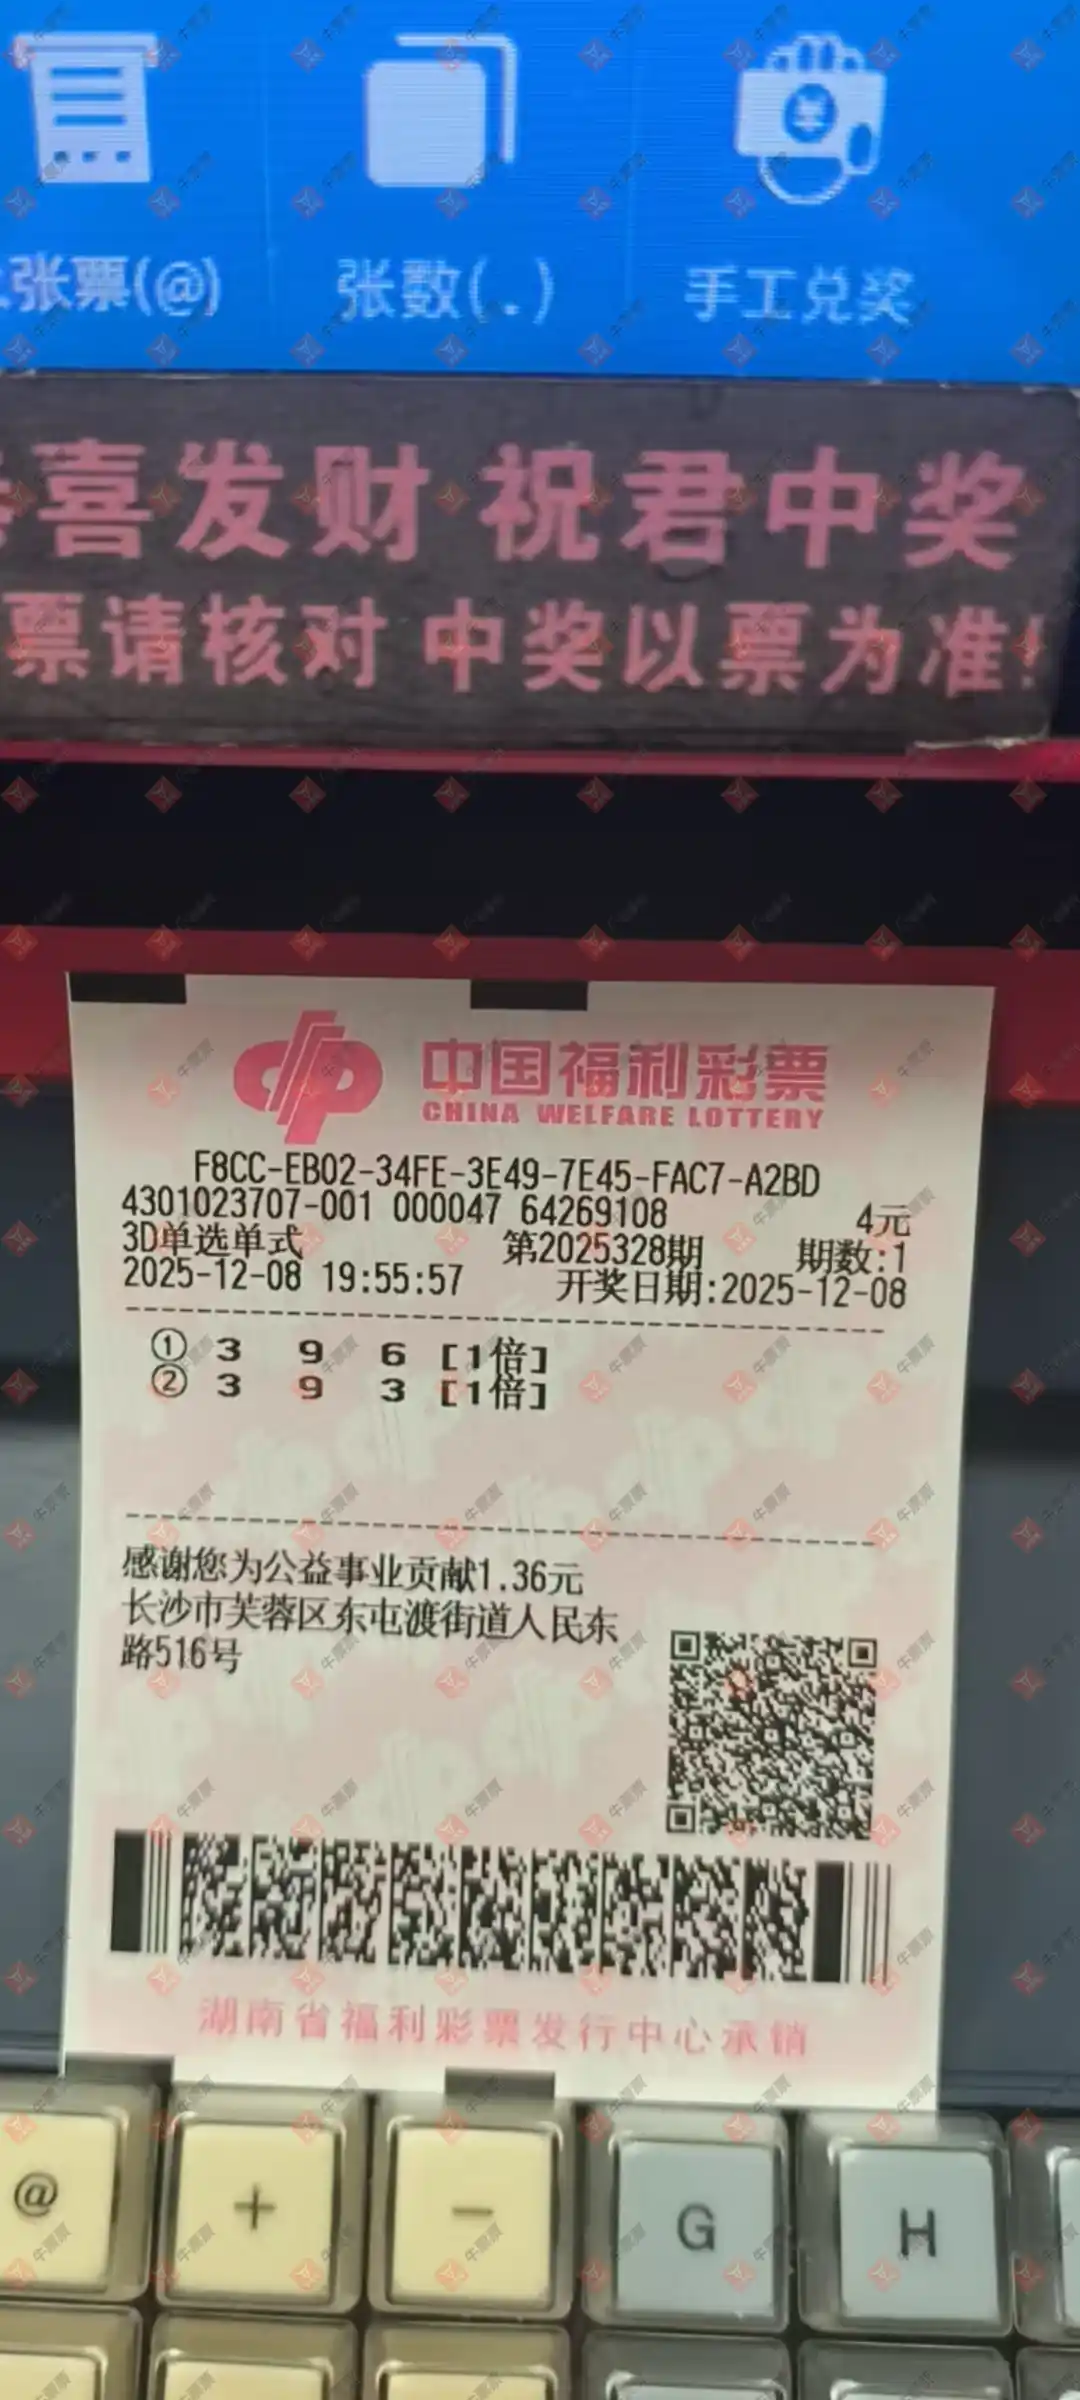 张票(@)
张数(.)
手工兑奖
喜发财 祝君中奖
票请核对 中奖以票为准!
中国福利彩票
CHINA WELFARE LOTTERY
F8CC-EB02-34FE-3E49-7E45-FAC7-A2BD
4301023707-001 000047 64269108 4元
3D单选单式 第2025328期 期数:1
2025-12-08 19:55:57 开奖日期:2025-12-08
① 3 9 6 [1倍]
② 3 9 3 [1倍]
感谢您为公益事业贡献1.36元
长沙市芙蓉区东屯渡街道人民东
路516号
湖南省福利彩票发行中心承销
@ + - G H
牛票票